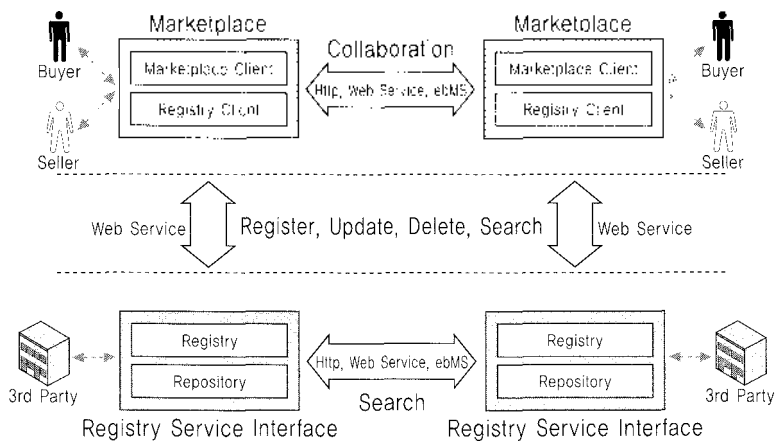 Marketplace
Marketplace
Collaboration
Buyer
Marketplace Client
Marketplace Client
Buyer
Http, Web Service, ebMS
Registry Client
Registry Client
Seller
Seller
Web Service
Register, Update, Delete, Search
Web Service
Registry
Registry
Http, Web Service, ebMS
Repository
Repository
3rd Party
3rd Party
Search
Registry Service Interface
Registry Service Interface